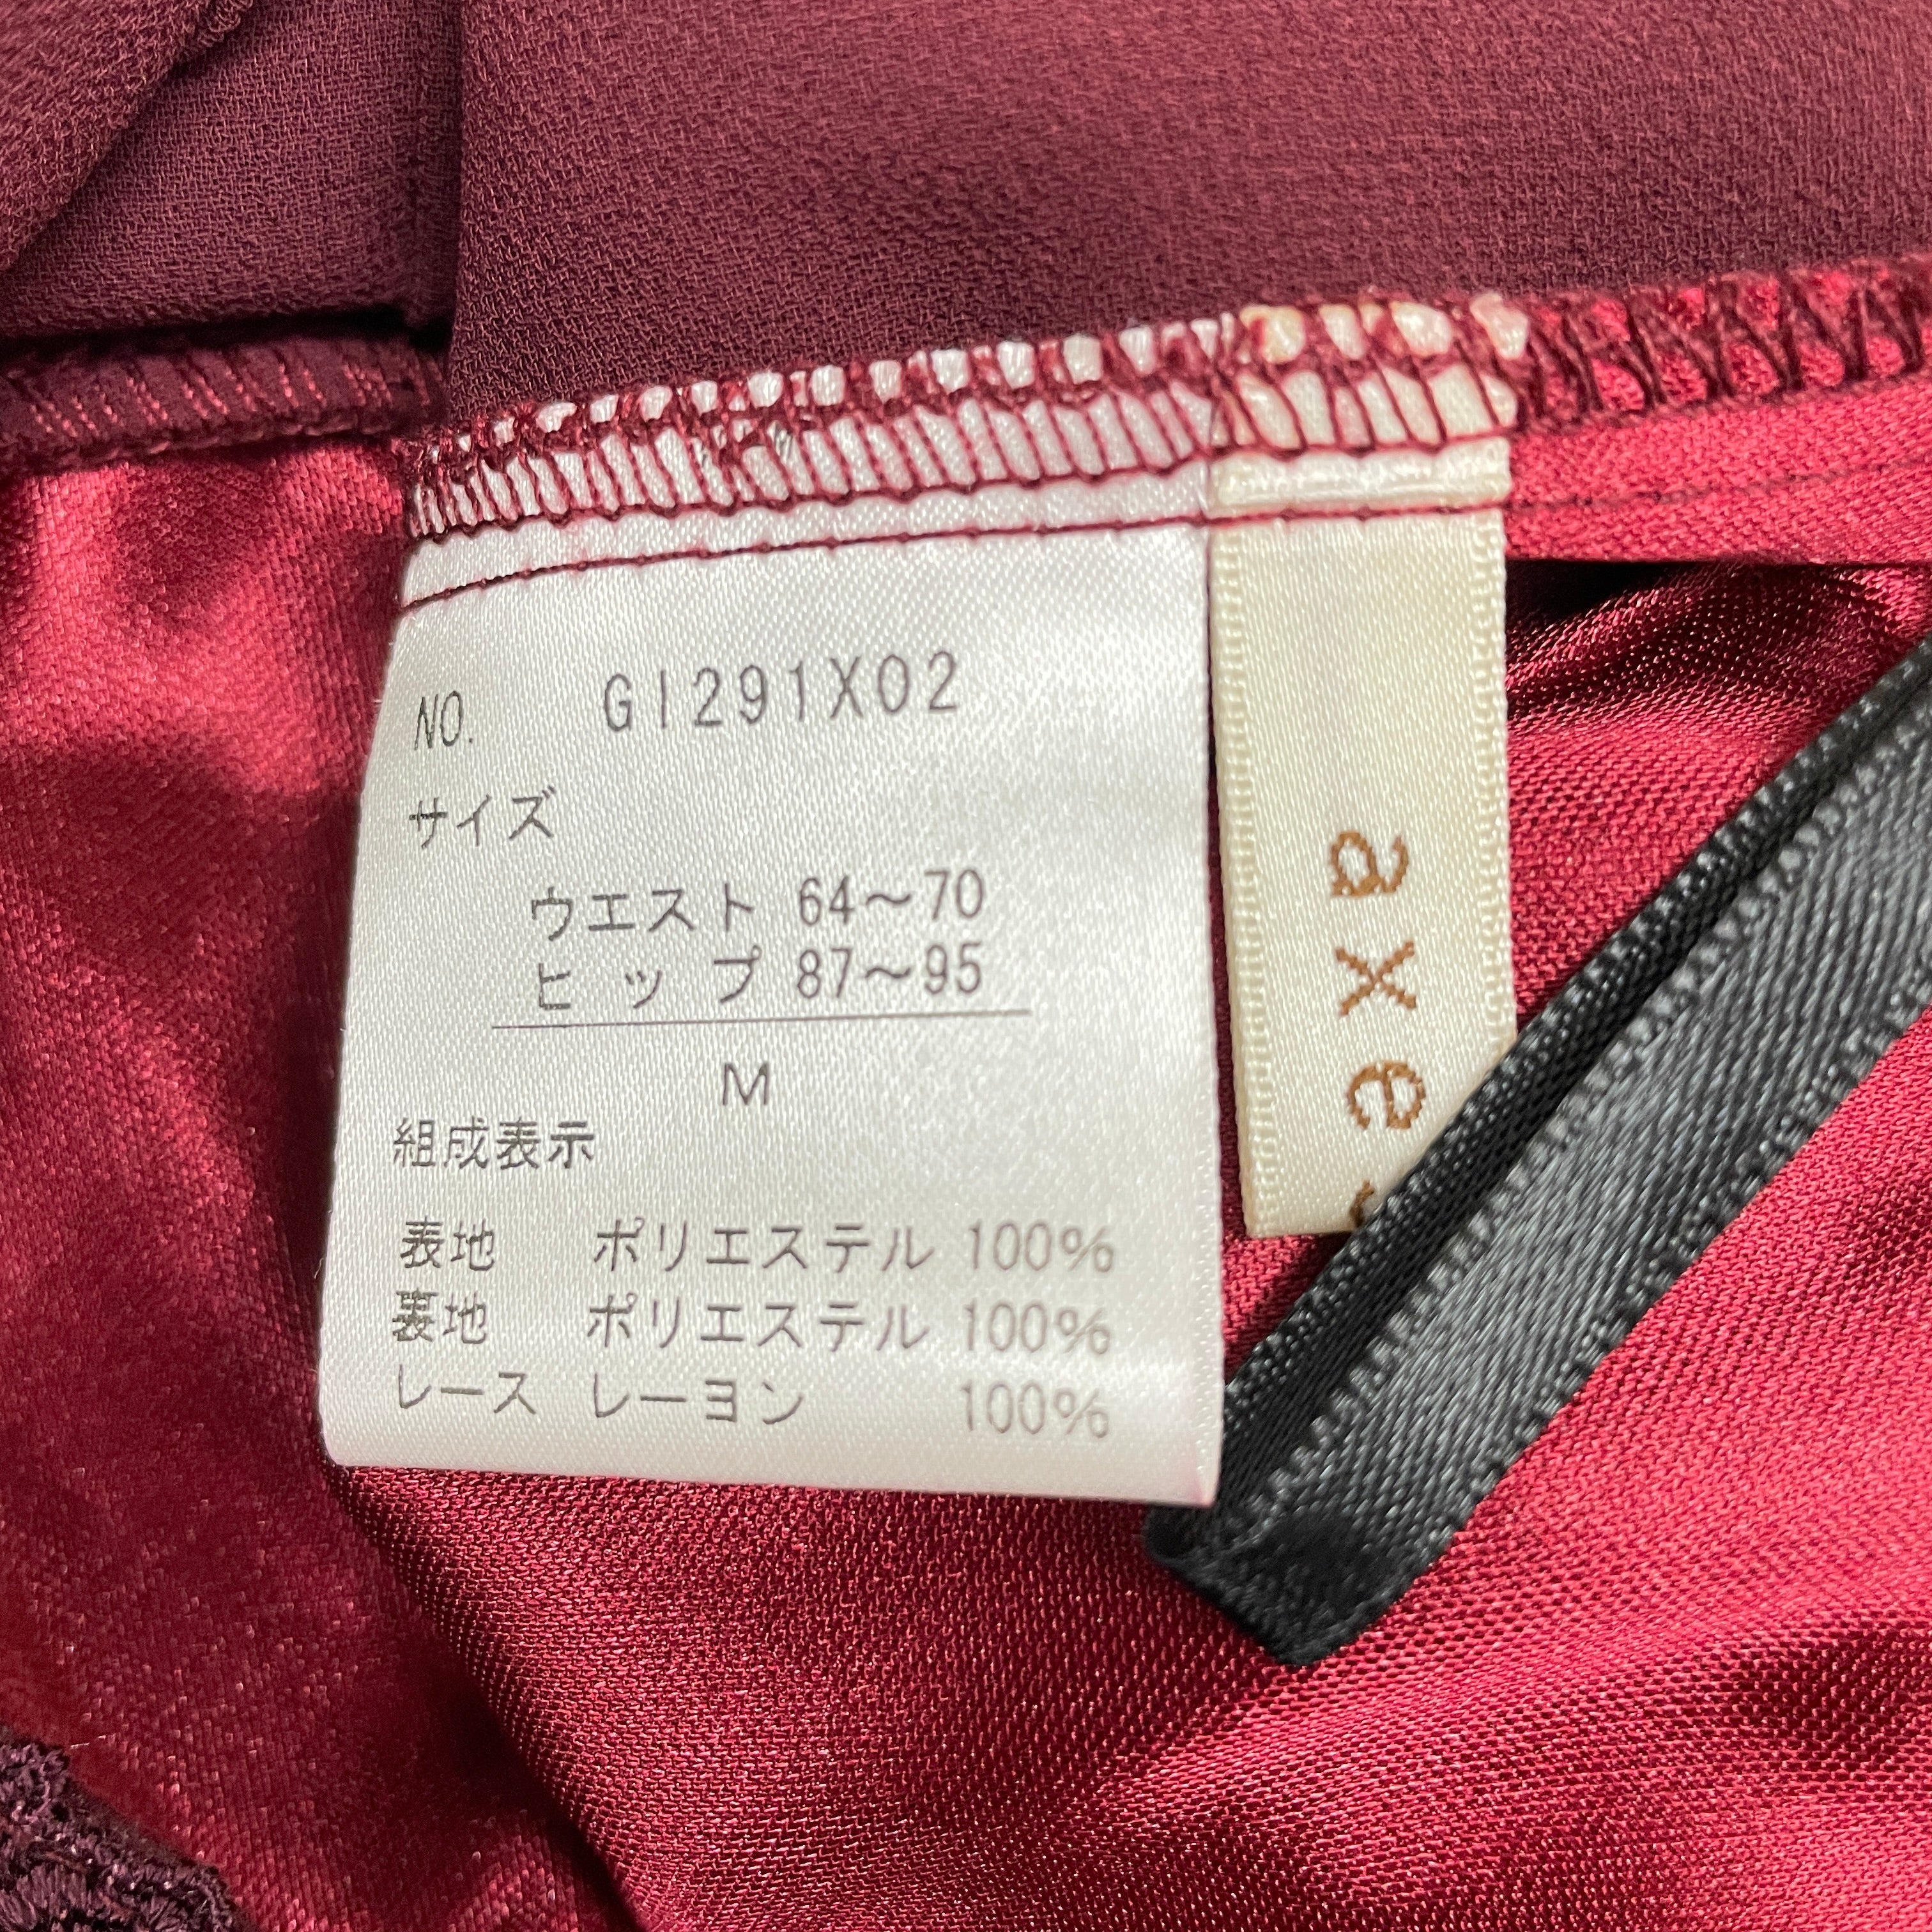 NO. GI291X02
サイズ
ウエスト 64～70
ヒップ 87～95
M
組成表示
表地 ポリエステル 100%
裏地 ポリエステル 100%
レース レーヨン 100%
axe